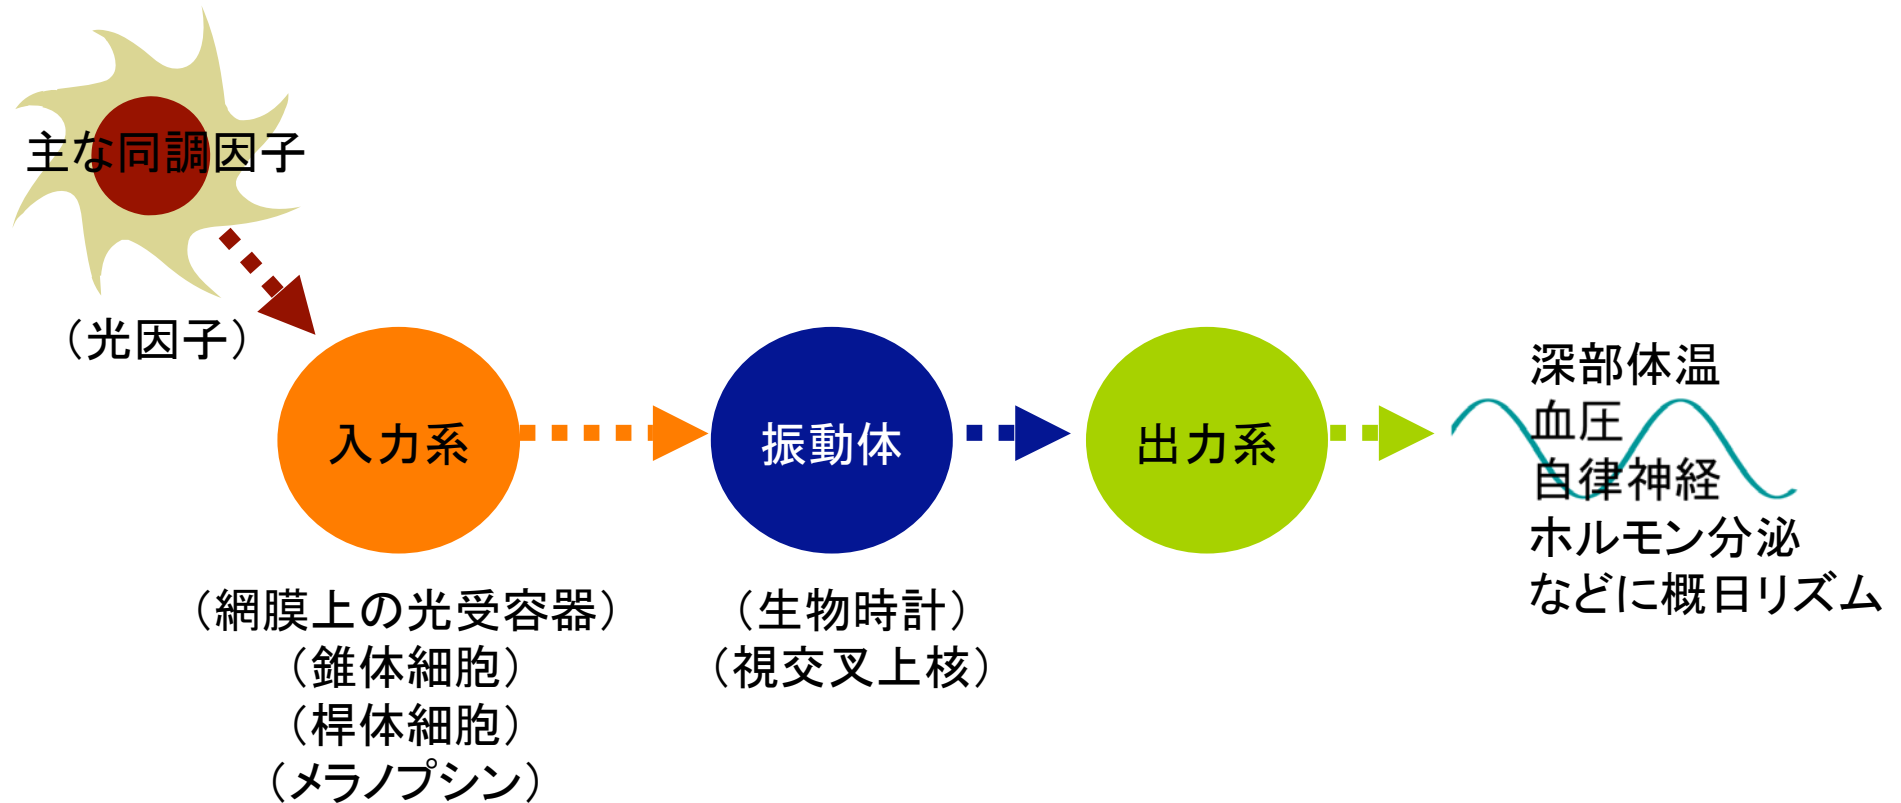 主な同調因子
（光因子）
入力系
（網膜上の光受容器）
（錐体細胞）
（桿体細胞）
（メラノプシン）
振動体
（生物時計）
（視交叉上核）
出力系
深部体温
血圧
自律神経
ホルモン分泌
などに概日リズム